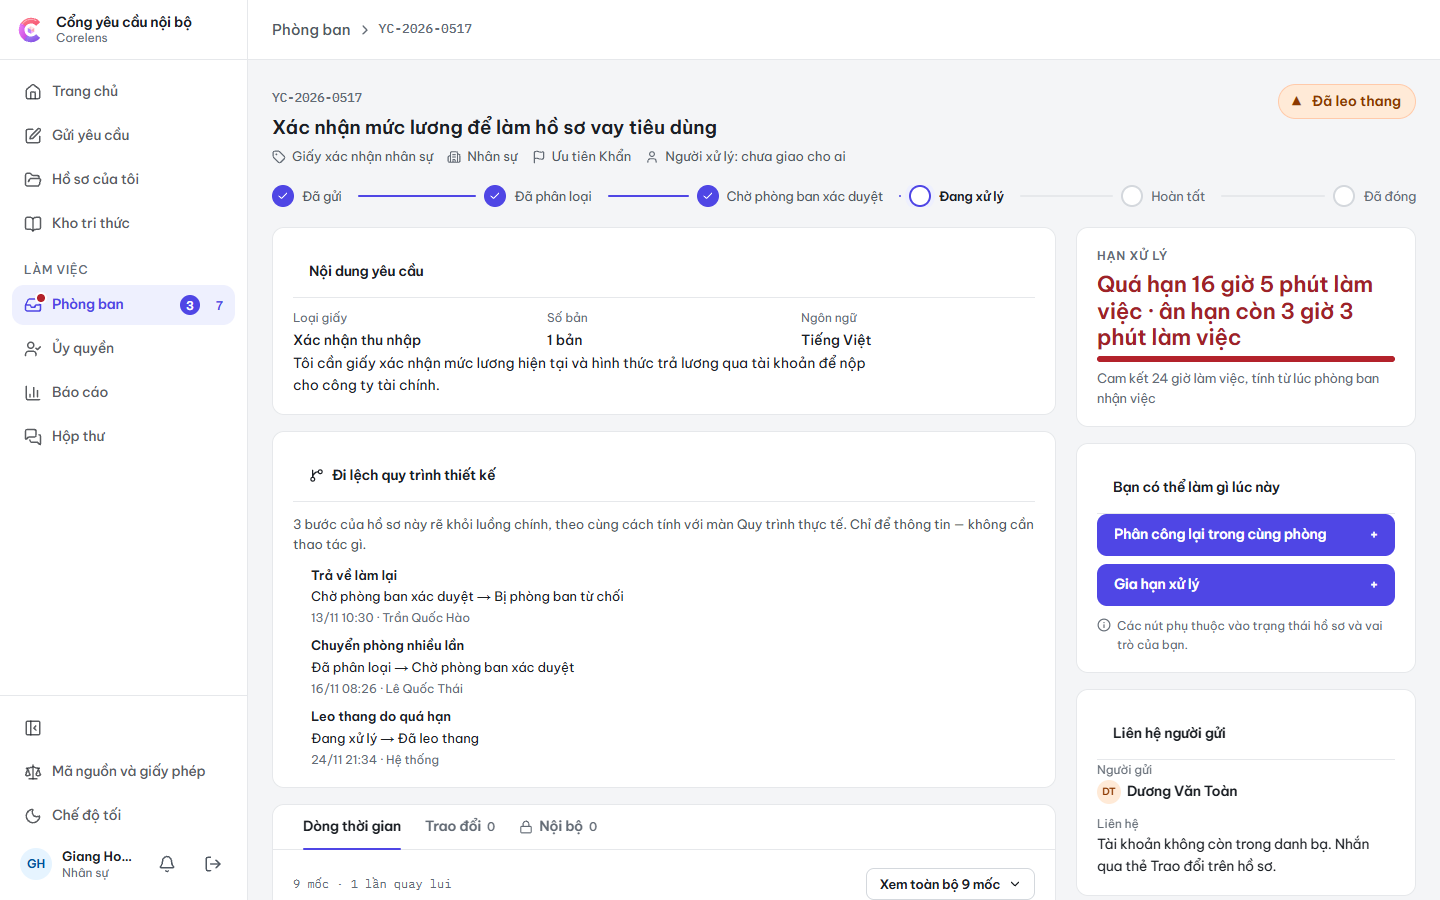 Cổng yêu cầu nội bộ
Corelens
Trang chủ
Gửi yêu cầu
Hồ sơ của tôi
Kho tri thức
LÀM VIỆC
Phòng ban 3 7
Ủy quyền
Báo cáo
Hộp thư
Mã nguồn và giấy phép
Chế độ tối
GH
Giang Ho...
Nhân sự
Phòng ban > YC-2026-0517
YC-2026-0517
Đã leo thang
Xác nhận mức lương để làm hồ sơ vay tiêu dùng
Giấy xác nhận nhân sự Nhân sự Ưu tiên Khẩn Người xử lý: chưa giao cho ai
Đã gửi Đã phân loại Chờ phòng ban xác duyệt Đang xử lý Hoàn tất Đã đóng
Nội dung yêu cầu
Loại giấy Số bản Ngôn ngữ
Xác nhận thu nhập 1 bản Tiếng Việt
Tôi cần giấy xác nhận mức lương hiện tại và hình thức trả lương qua tài khoản để nộp
cho công ty tài chính.
Đi lệch quy trình thiết kế
3 bước của hồ sơ này rẽ khỏi luồng chính, theo cùng cách tính với màn Quy trình thực tế. Chỉ để thông tin — không cần
thao tác gì.
Trả về làm lại
Chờ phòng ban xác duyệt → Bị phòng ban từ chối
13/11 10:30 · Trần Quốc Hào
Chuyển phòng nhiều lần
Đã phân loại → Chờ phòng ban xác duyệt
16/11 08:26 · Lê Quốc Thái
Leo thang do quá hạn
Đang xử lý → Đã leo thang
24/11 21:34 · Hệ thống
Dòng thời gian Trao đổi 0 Nội bộ 0
9 mốc · 1 lần quay lui
Xem toàn bộ 9 mốc
HẠN XỬ LÝ
Quá hạn 16 giờ 5 phút làm
việc · ân hạn còn 3 giờ 3
phút làm việc
Cam kết 24 giờ làm việc, tính từ lúc phòng ban
nhận việc
Bạn có thể làm gì lúc này
Phân công lại trong cùng phòng +
Gia hạn xử lý +
Các nút phụ thuộc vào trạng thái hồ sơ và vai
trò của bạn.
Liên hệ người gửi
Người gửi
DT Dương Văn Toàn
Liên hệ
Tài khoản không còn trong danh bạ. Nhắn
qua thẻ Trao đổi trên hồ sơ.